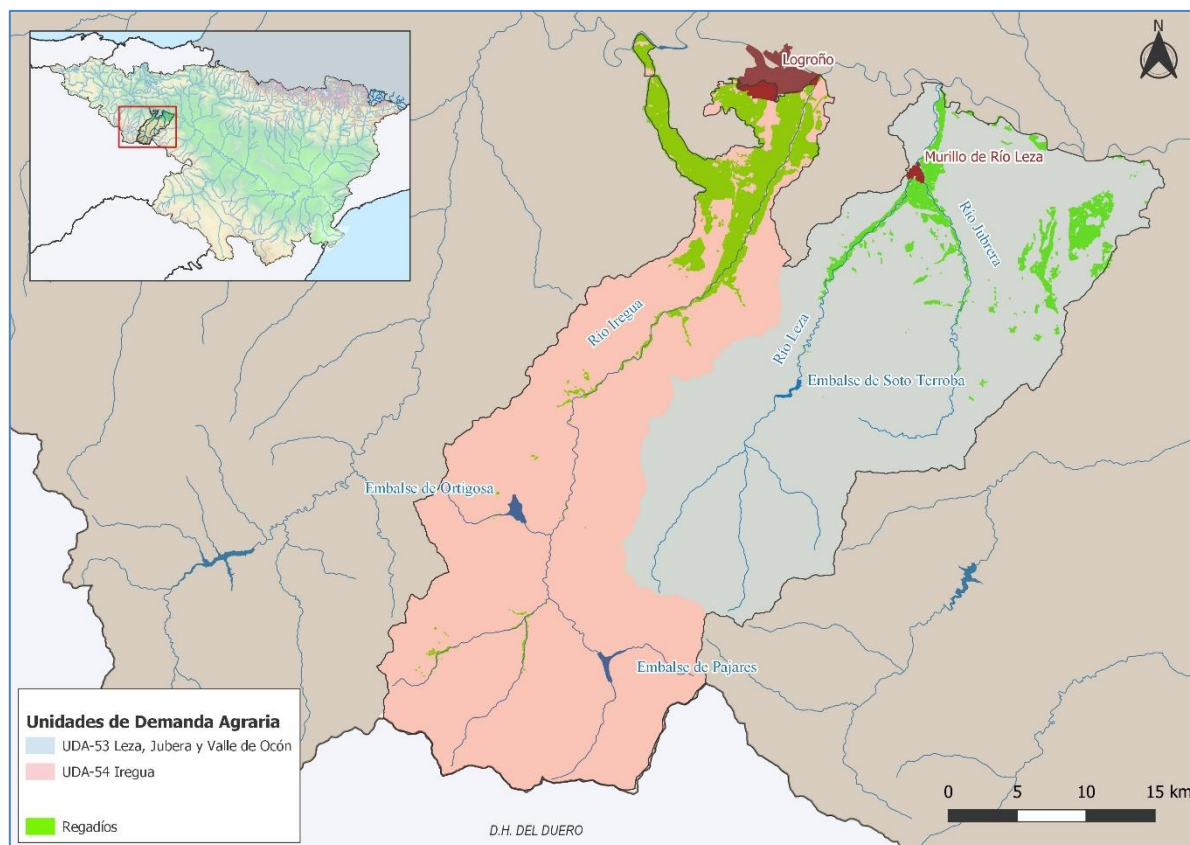 N
Logroño
Murillo de Río Leza
Río Jubrera
Río Iregua
Río Leza
Embalse de Soto Terroba
Embalse de Ortigosa
Embalse de Pajares
Unidades de Demanda Agraria
UDA-53 Leza, Jubera y Valle de Ocón
UDA-54 Iregua
Regadíos
0 5 10 15 km
D.H. DEL DUERO